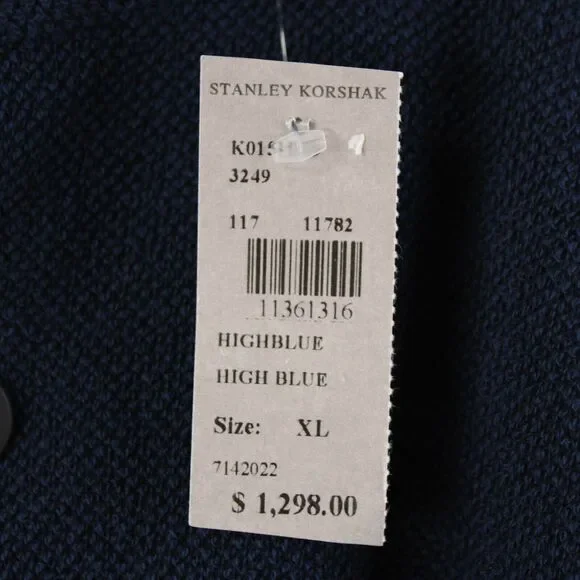 STANLEY KORSHAK
3249
117 11782
11361316
HIGHBLUE
HIGH BLUE
Size: XL
7142022
$ 1,298.00